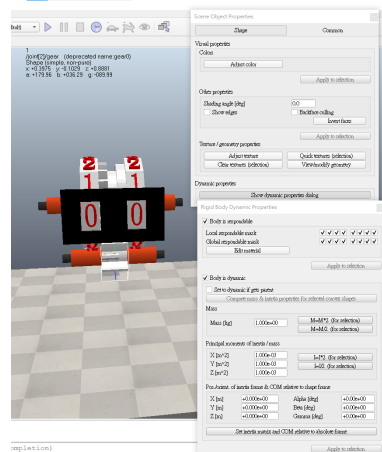 1
/joint[2]/gear (deprecated name:gear0)
Shape (simple, non-pure)
x: +0.3975 y: -0.1029 z: +0.8881
a: +179.96 b: +036.29 g: -089.99
2 2
1 1
0 0
Scene Object Properties
Shape Common
Visual properties
Colors
Adjust color
Apply to selection
Other properties
Shading angle [deg] 0.0
Show edges Backface culling
Invert faces
Apply to selection
Texture / geometry properties
Adjust texture Quick textures (selection)
Clear textures (selection) View/modify geometry
Dynamic properties
Show dynamic properties dialog
Rigid Body Dynamic Properties
Body is respondable
Local respondable mask
Global respondable mask
Edit material
Apply to selection
Body is dynamic
Set to dynamic if gets parent
Compute mass & inertia properties for selected convex shapes
Mass
Mass [kg] 1.000e+00 M=M*2 (for selection)
M=M/2 (for selection)
Principal moments of inertia / mass
X [m^2] 1.000e-03 I=I*2 (for selection)
Y [m^2] 1.000e-03 I=I/2 (for selection)
Z [m^2] 1.000e-03
Pos./orient. of inertia frame & COM relative to shape frame
X [m] +0.000e+00 Alpha [deg] +0.00e+00
Y [m] +0.000e+00 Beta [deg] +0.00e+00
Z [m] +0.000e+00 Gamma [deg] +0.00e+00
Set inertia matrix and COM relative to absolute frame
Apply to selection
mpletion)